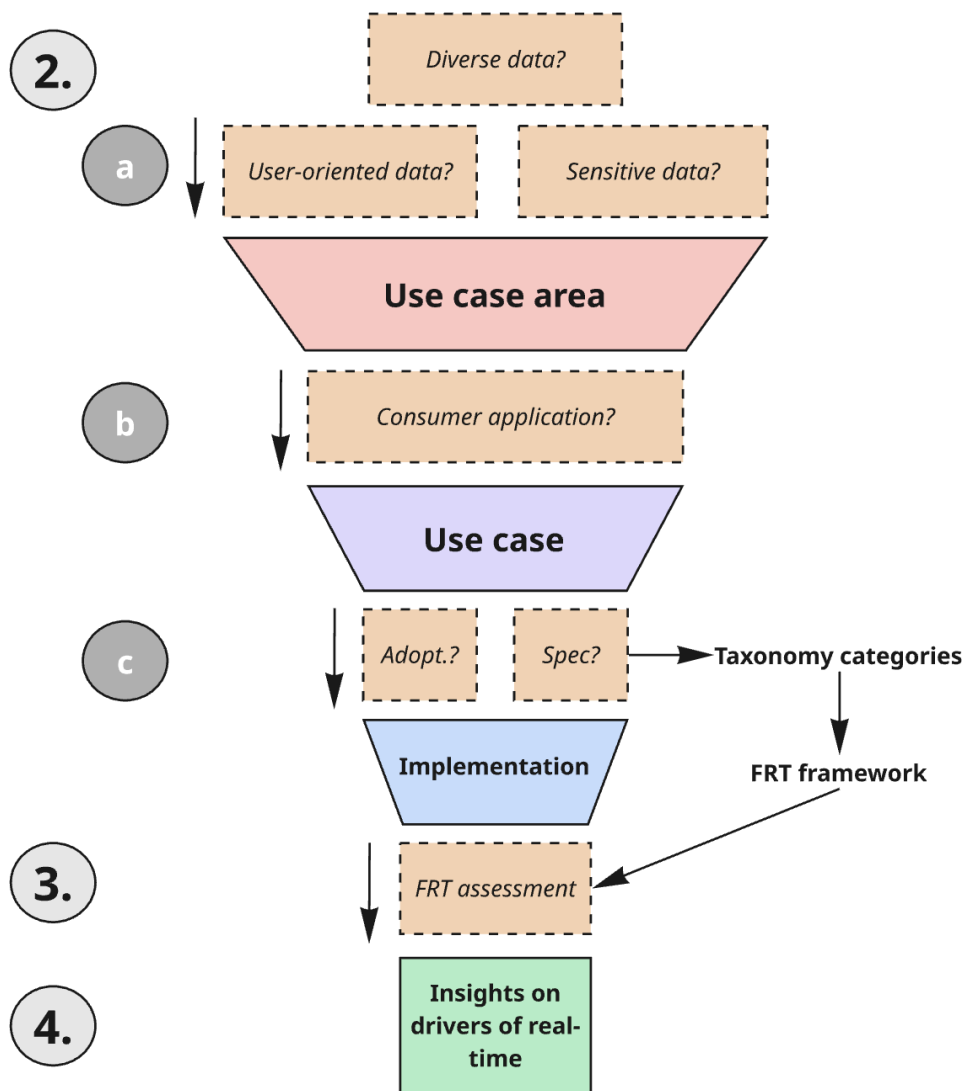 2.
Diverse data?
a
User-oriented data?
Sensitive data?
Use case area
b
Consumer application?
Use case
c
Adopt.?
Spec?
Taxonomy categories
Implementation
FRT framework
3.
FRT assessment
4.
Insights on
drivers of real-
time